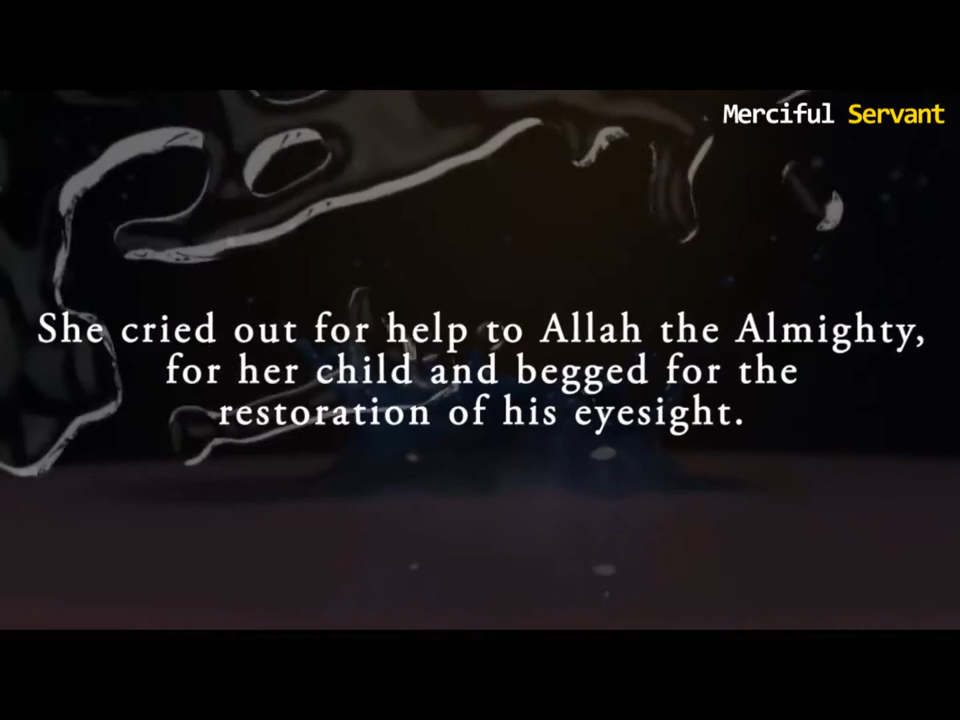 Merciful Servant
She cried out for help to Allah the Almighty,
for her child and begged for the
restoration of his eyesight.